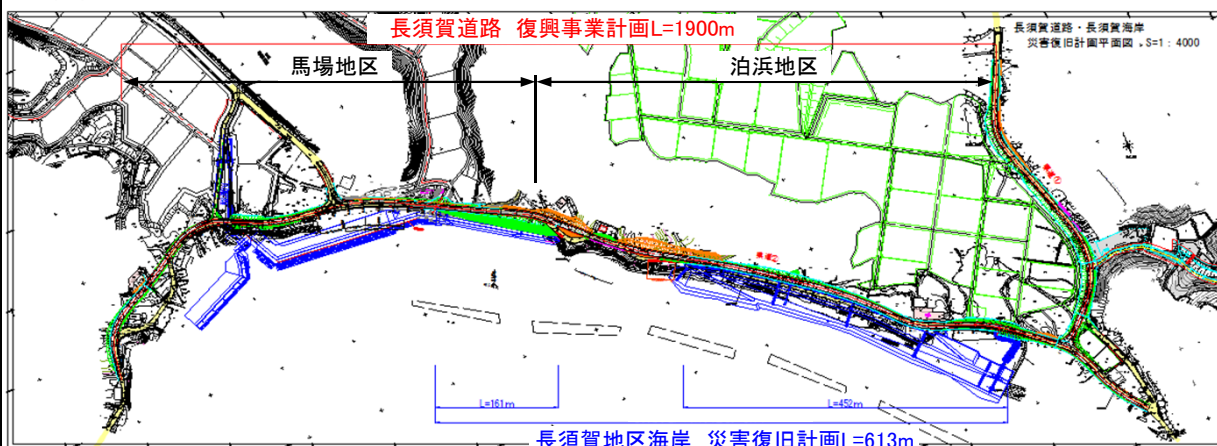 長須賀道路 復興事業計画L=1900m
長須賀道路・長須賀海岸
災害復旧計画平面図 S=1：4000
馬場地区
泊浜地区
L=161m
L=452m
長須賀地区海岸 災害復旧計画L=613m